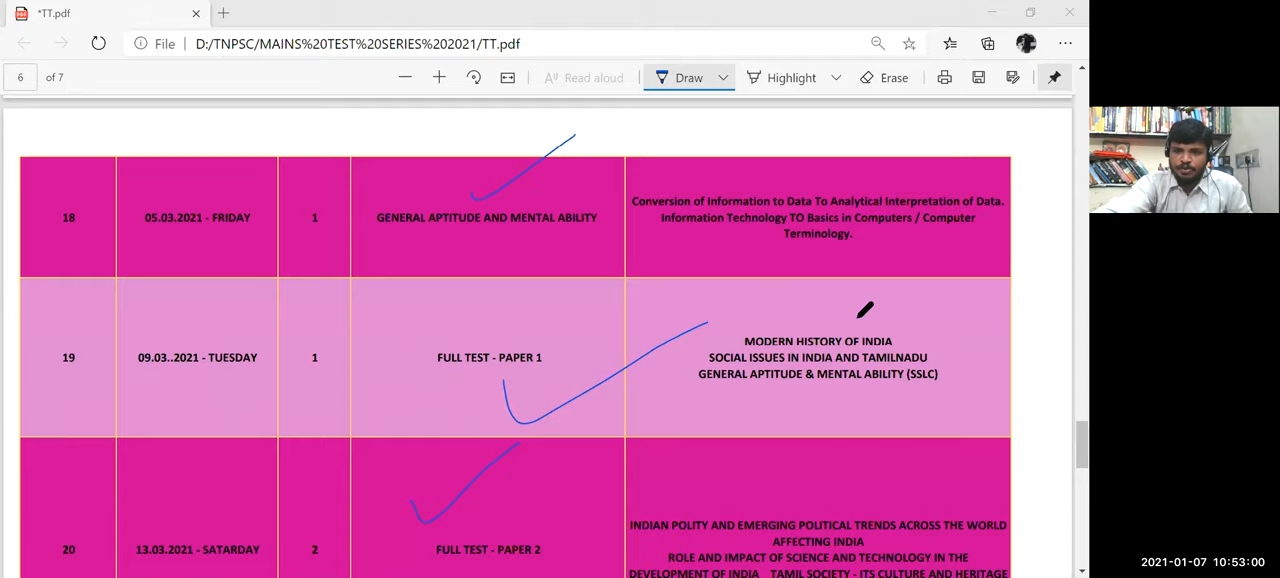 *TT.pdf
File
D:/TNPSC/MAINS%20TEST%20SERIES%202021/TT.pdf
6 of 7
Read aloud
Draw
Highlight
Erase
18
05.03.2021 - FRIDAY
1
GENERAL APTITUDE AND MENTAL ABILITY
Conversion of Information to Data To Analytical Interpretation of Data.
Information Technology TO Basics in Computers / Computer
Terminology.
19
09.03..2021 - TUESDAY
1
FULL TEST - PAPER 1
MODERN HISTORY OF INDIA
SOCIAL ISSUES IN INDIA AND TAMILNADU
GENERAL APTITUDE & MENTAL ABILITY (SSLC)
20
13.03.2021 - SATARDAY
2
FULL TEST - PAPER 2
INDIAN POLITY AND EMERGING POLITICAL TRENDS ACROSS THE WORLD
AFFECTING INDIA
ROLE AND IMPACT OF SCIENCE AND TECHNOLOGY IN THE
DEVELOPMENT OF INDIA TAMIL SOCIETY - ITS CULTURE AND HERITAGE
2021-01-07 10:53:00